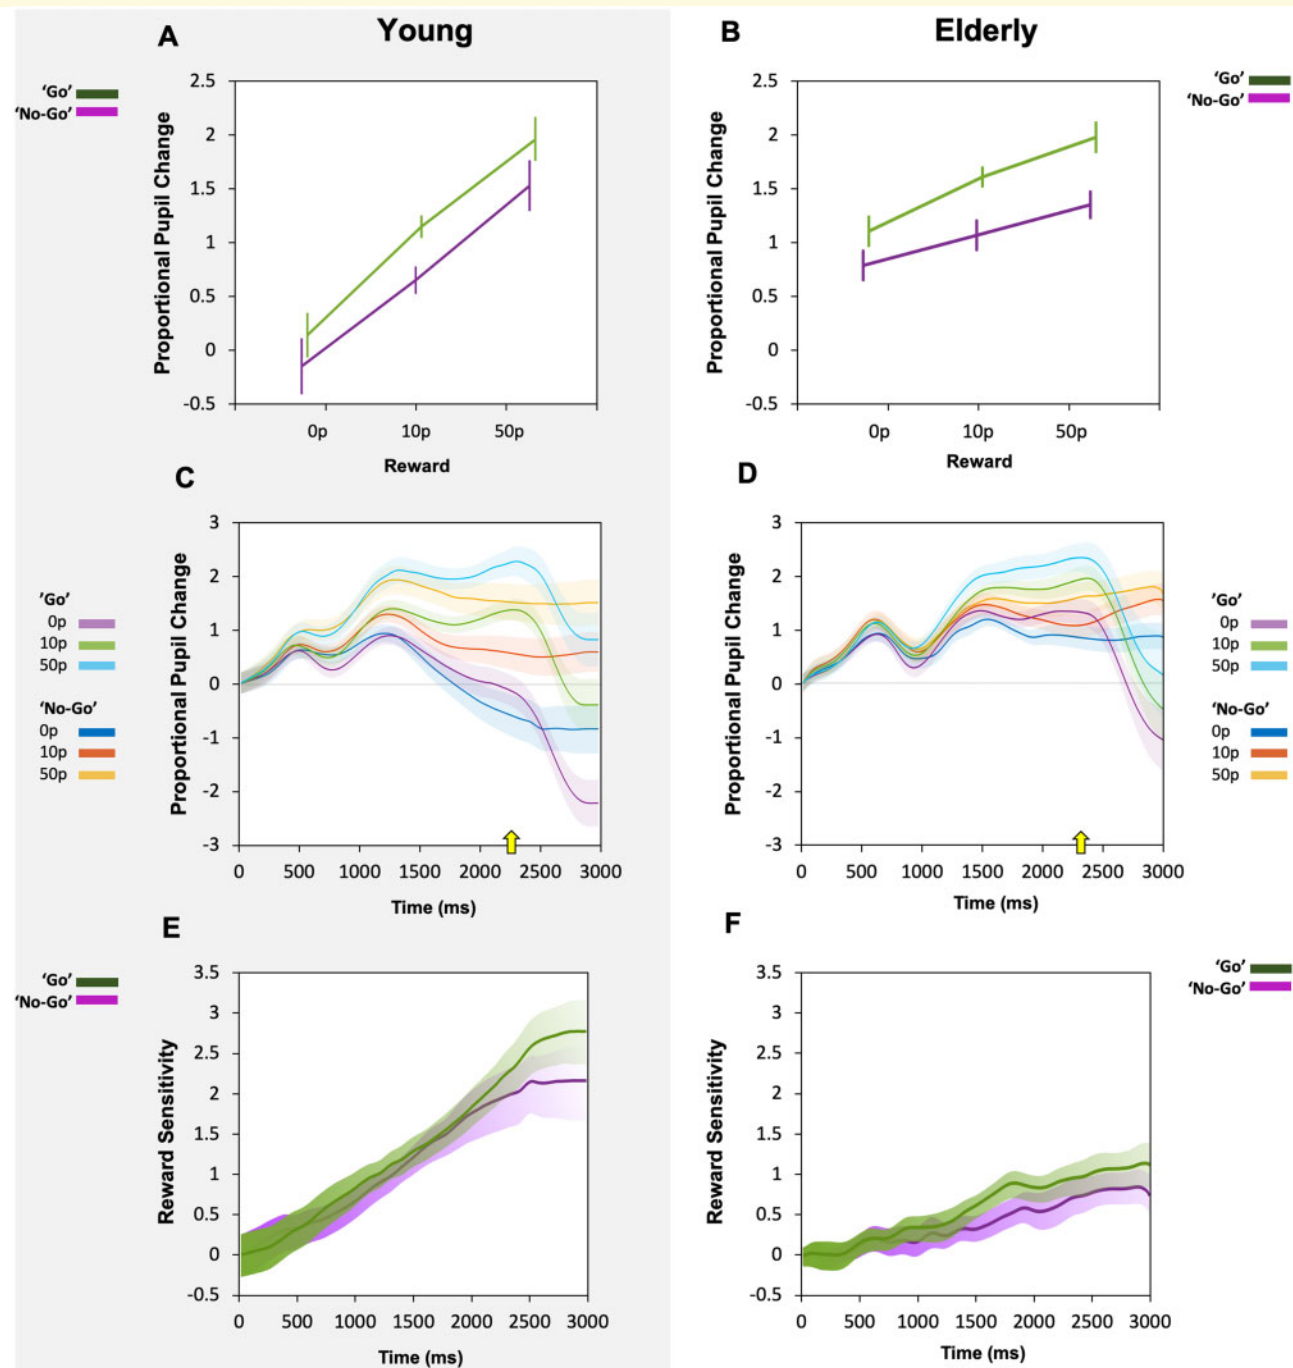 Young
Elderly
A
‘Go’
‘No-Go’
Proportional Pupil Change
2.5
2
1.5
1
0.5
0
-0.5
0p 10p 50p
Reward
B
‘Go’
‘No-Go’
Proportional Pupil Change
2.5
2
1.5
1
0.5
0
-0.5
0p 10p 50p
Reward
C
’Go’
0p
10p
50p
‘No-Go’
0p
10p
50p
Proportional Pupil Change
3
2
1
0
-1
-2
-3
0 500 1000 1500 2000 2500 3000
Time (ms)
D
Proportional Pupil Change
3
2
1
0
-1
-2
-3
0 500 1000 1500 2000 2500 3000
Time (ms)
’Go’
0p
10p
50p
‘No-Go’
0p
10p
50p
E
‘Go’
‘No-Go’
Reward Sensitivity
3.5
3
2.5
2
1.5
1
0.5
0
-0.5
0 500 1000 1500 2000 2500 3000
Time (ms)
F
‘Go’
‘No-Go’
Reward Sensitivity
3.5
3
2.5
2
1.5
1
0.5
0
-0.5
0 500 1000 1500 2000 2500 3000
Time (ms)